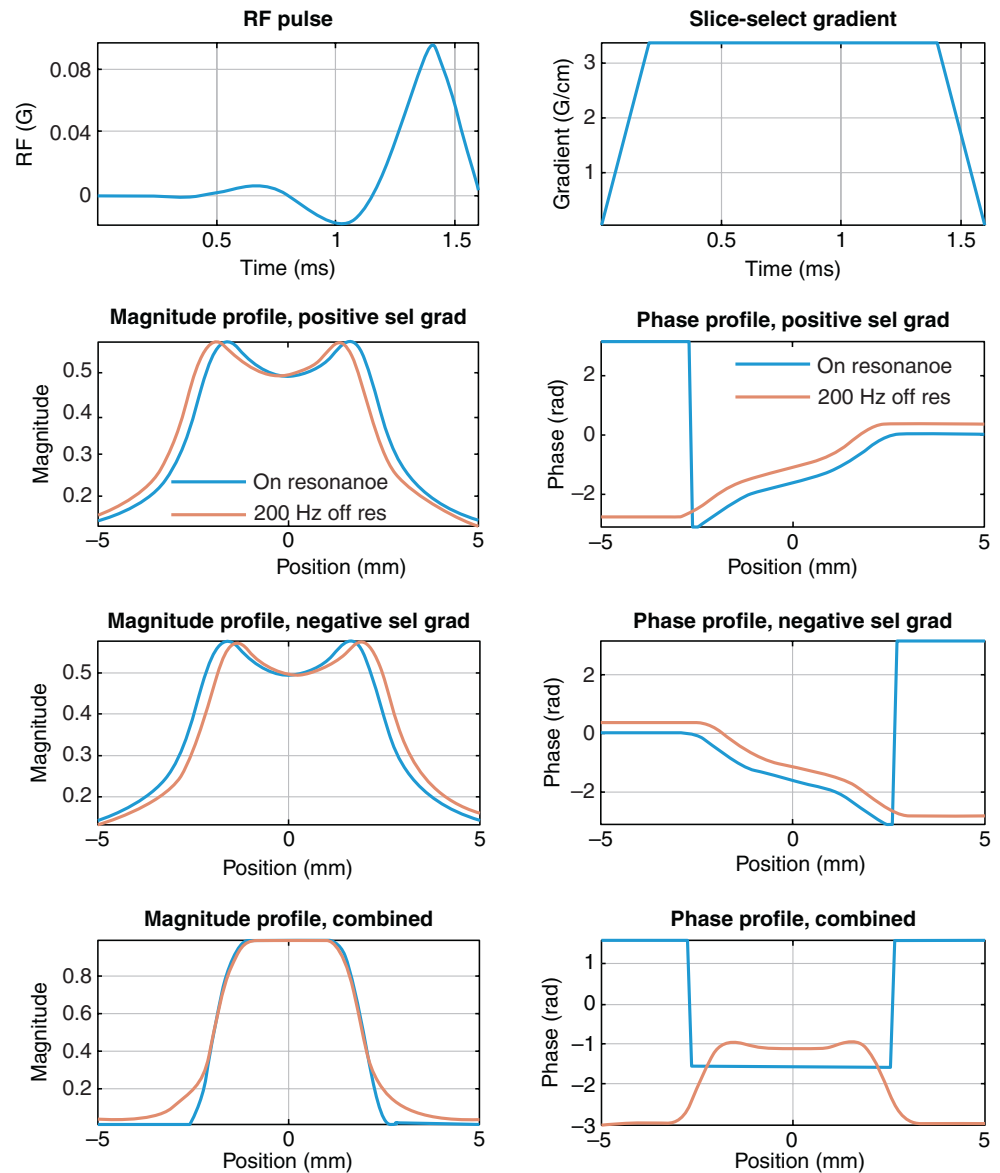 RF pulse
RF (G)
0.08
0.04
0
0.5
1
1.5
Time (ms)
Slice-select gradient
Gradient (G/cm)
3
2
1
0.5
1
1.5
Time (ms)
Magnitude profile, positive sel grad
Magnitude
0.5
0.4
0.3
0.2
On resonanoe
200 Hz off res
–5
0
5
Position (mm)
Phase profile, positive sel grad
Phase (rad)
2
0
−2
On resonanoe
200 Hz off res
–5
0
5
Position (mm)
Magnitude profile, negative sel grad
Magnitude
0.5
0.4
0.3
0.2
–5
0
5
Position (mm)
Phase profile, negative sel grad
Phase (rad)
2
0
−2
–5
0
5
Position (mm)
Magnitude profile, combined
Magnitude
0.8
0.6
0.4
0.2
–5
0
5
Position (mm)
Phase profile, combined
Phase (rad)
1
0
−1
−2
−3
–5
0
5
Position (mm)